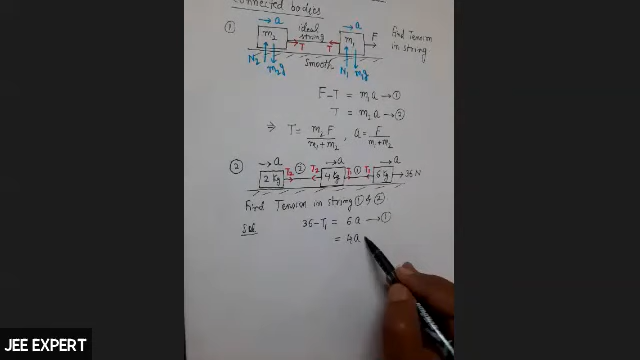 Connected bodies
① → a ideal string → a Find Tension in string
m₂ T T m₁ F
N₂ m₂g Smooth N₁ m₁g
F-T = m₁a →①
T = m₂a →②
⇒ T = m₂F/(m₁+m₂) , a = F/(m₁+m₂)
② → a → a → a
2 kg T₂ ② T₂ 4 kg T₁ ① T₁ 6 kg 36 N
Find Tension in string ① & ②
Sol. 36-T₁ = 6a →①
= 4a
JEE EXPERT